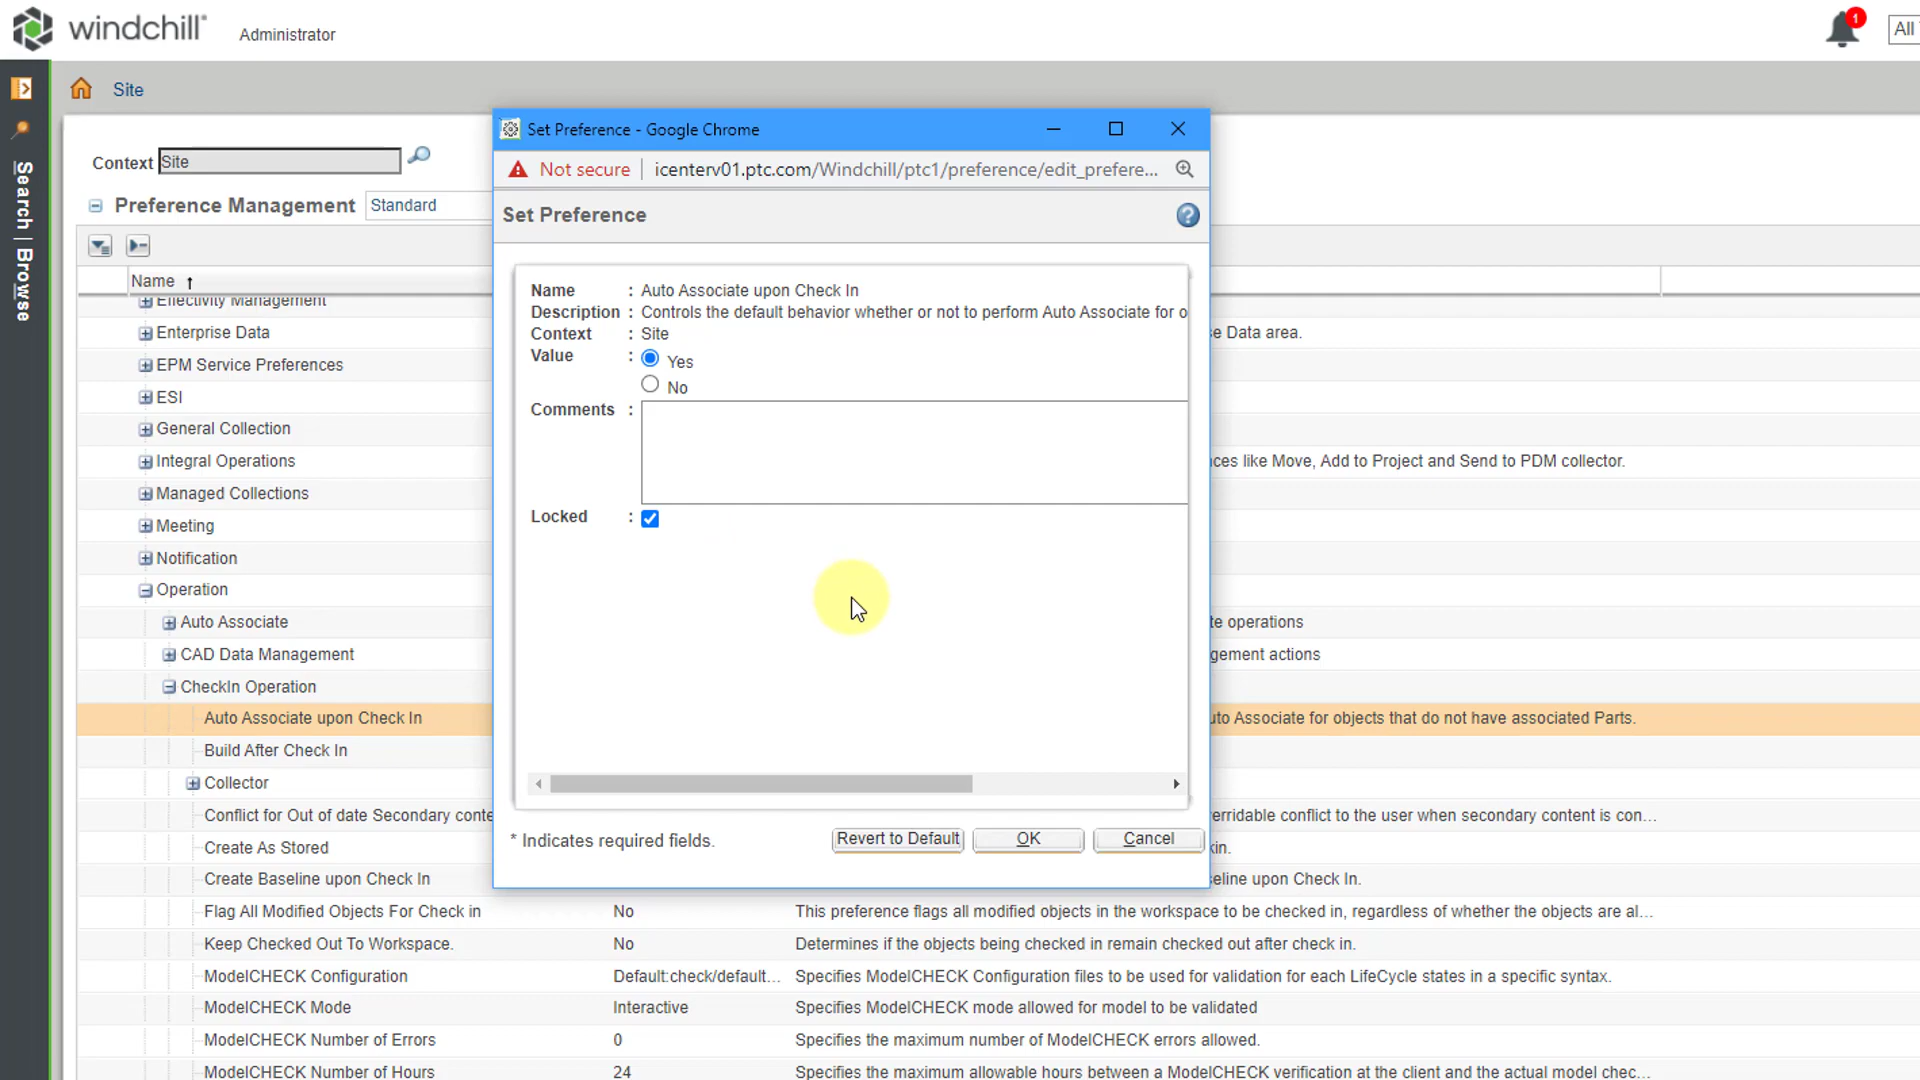 windchill®
Administrator
1
All
Site
Search | Browse
Context Site
Preference Management
Standard
Name
Effectivity Management
Enterprise Data
se Data area.
EPM Service Preferences
ESI
General Collection
Integral Operations
nces like Move, Add to Project and Send to PDM collector.
Managed Collections
Meeting
Notification
Operation
Auto Associate
te operations
CAD Data Management
gement actions
CheckIn Operation
Auto Associate upon Check In
uto Associate for objects that do not have associated Parts.
Build After Check In
Collector
Conflict for Out of date Secondary conte
erridable conflict to the user when secondary content is con...
Create As Stored
kin.
Create Baseline upon Check In
eline upon Check In.
Flag All Modified Objects For Check in No This preference flags all modified objects in the workspace to be checked in, regardless of whether the objects are al...
Keep Checked Out To Workspace. No Determines if the objects being checked in remain checked out after check in.
ModelCHECK Configuration Default:check/default... Specifies ModelCHECK Configuration files to be used for validation for each LifeCycle states in a specific syntax.
ModelCHECK Mode Interactive Specifies ModelCHECK mode allowed for model to be validated
ModelCHECK Number of Errors 0 Specifies the maximum number of ModelCHECK errors allowed.
ModelCHECK Number of Hours 24 Specifies the maximum allowable hours between a ModelCHECK verification at the client and the actual model chec...
Set Preference - Google Chrome
Not secure | icenterv01.ptc.com/Windchill/ptc1/preference/edit_prefere...
Set Preference
?
Name : Auto Associate upon Check In
Description : Controls the default behavior whether or not to perform Auto Associate for o
Context : Site
Value : Yes
No
Comments :
Locked :
* Indicates required fields.
Revert to Default
OK
Cancel